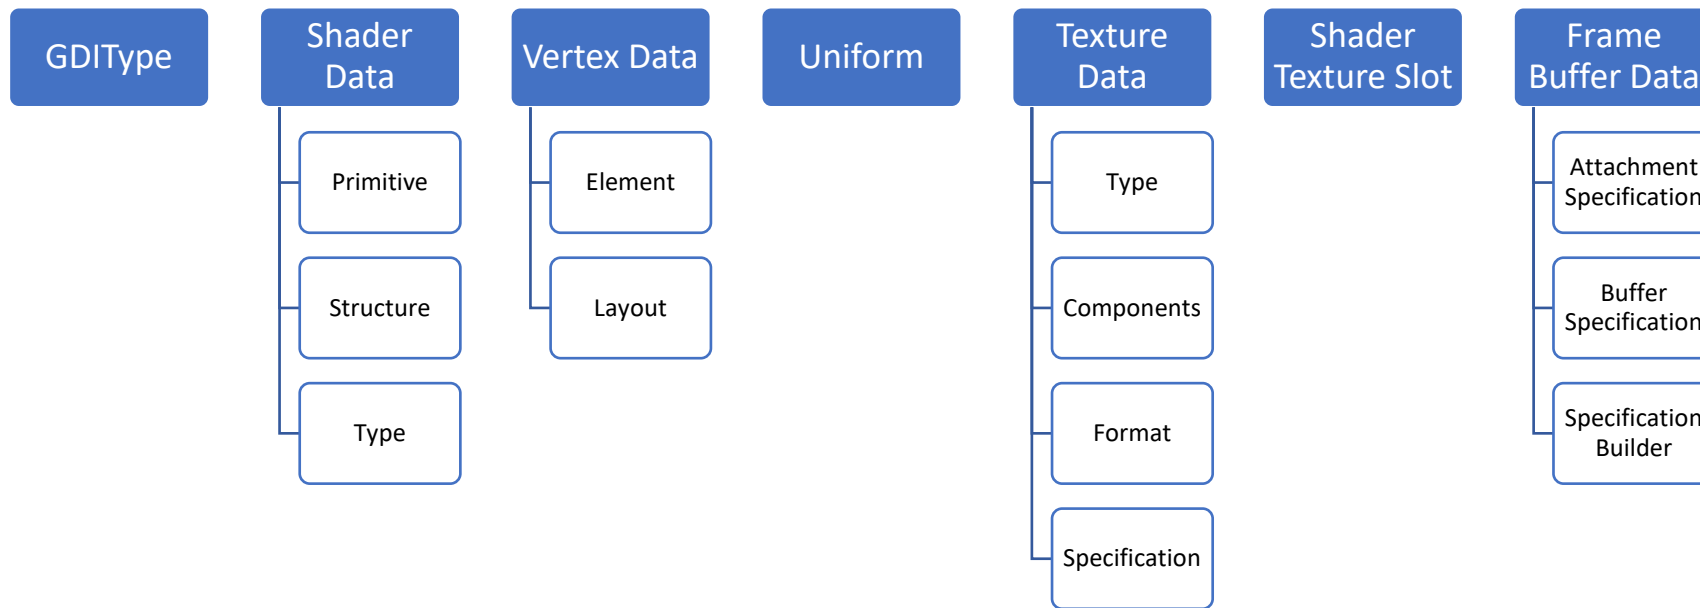 GDIType
Shader
Data
Primitive
Structure
Type
Vertex Data
Element
Layout
Uniform
Texture
Data
Type
Components
Format
Specification
Shader
Texture Slot
Frame
Buffer Data
Attachment
Specification
Buffer
Specification
Specification
Builder